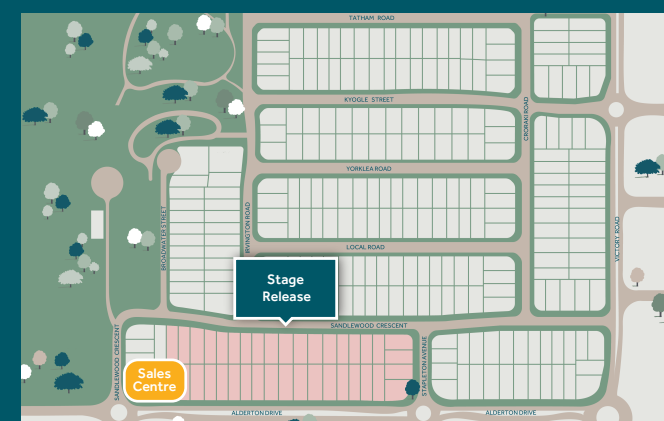 TATHAM ROAD
KYOGLE STREET
CRORAKI ROAD
YORKLEA ROAD
BROADWATER STREET
IRVINGTON ROAD
VICTORY ROAD
LOCAL ROAD
Stage
Release
SANDLEWOOD CRESCENT
SANDLEWOOD CRESCENT
STAPLETON AVENUE
Sales
Centre
ALDERTON DRIVE
ALDERTON DRIVE